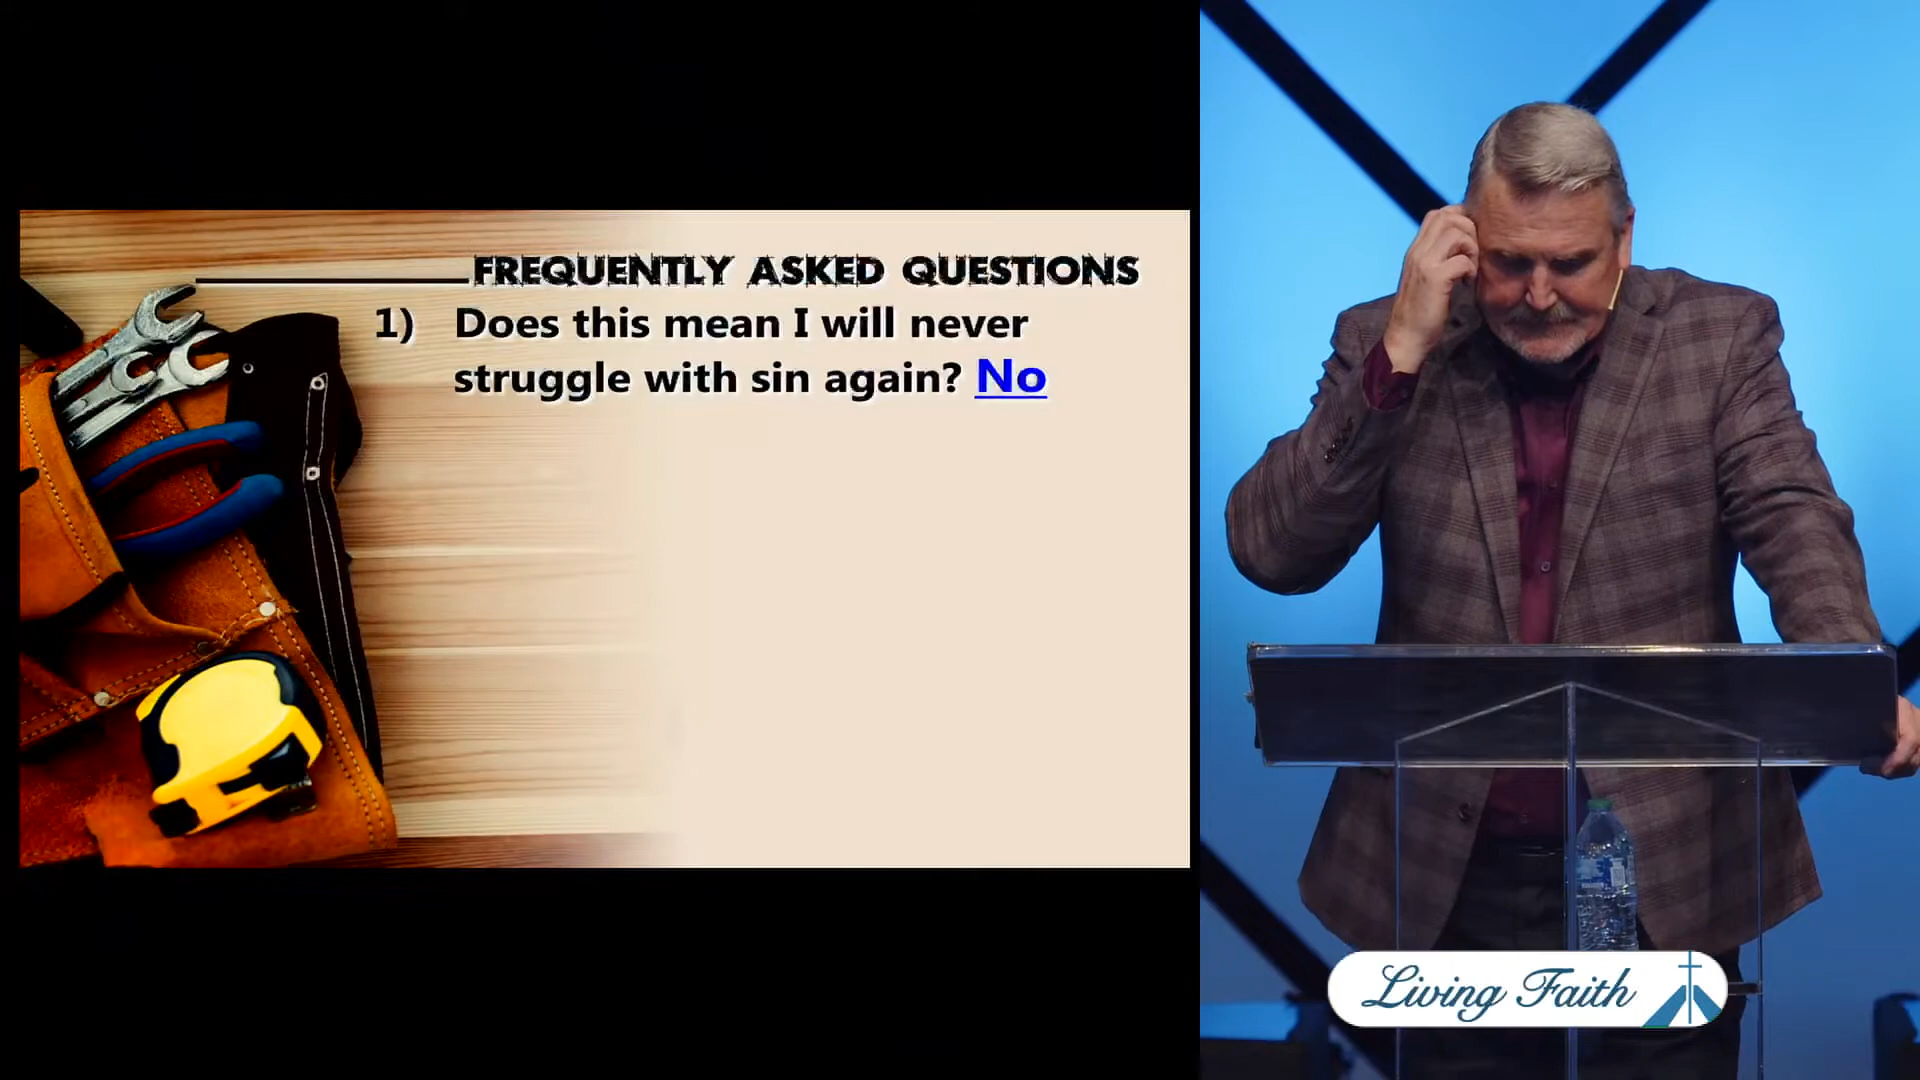 FREQUENTLY ASKED QUESTIONS
1) Does this mean I will never
struggle with sin again? No
Living Faith